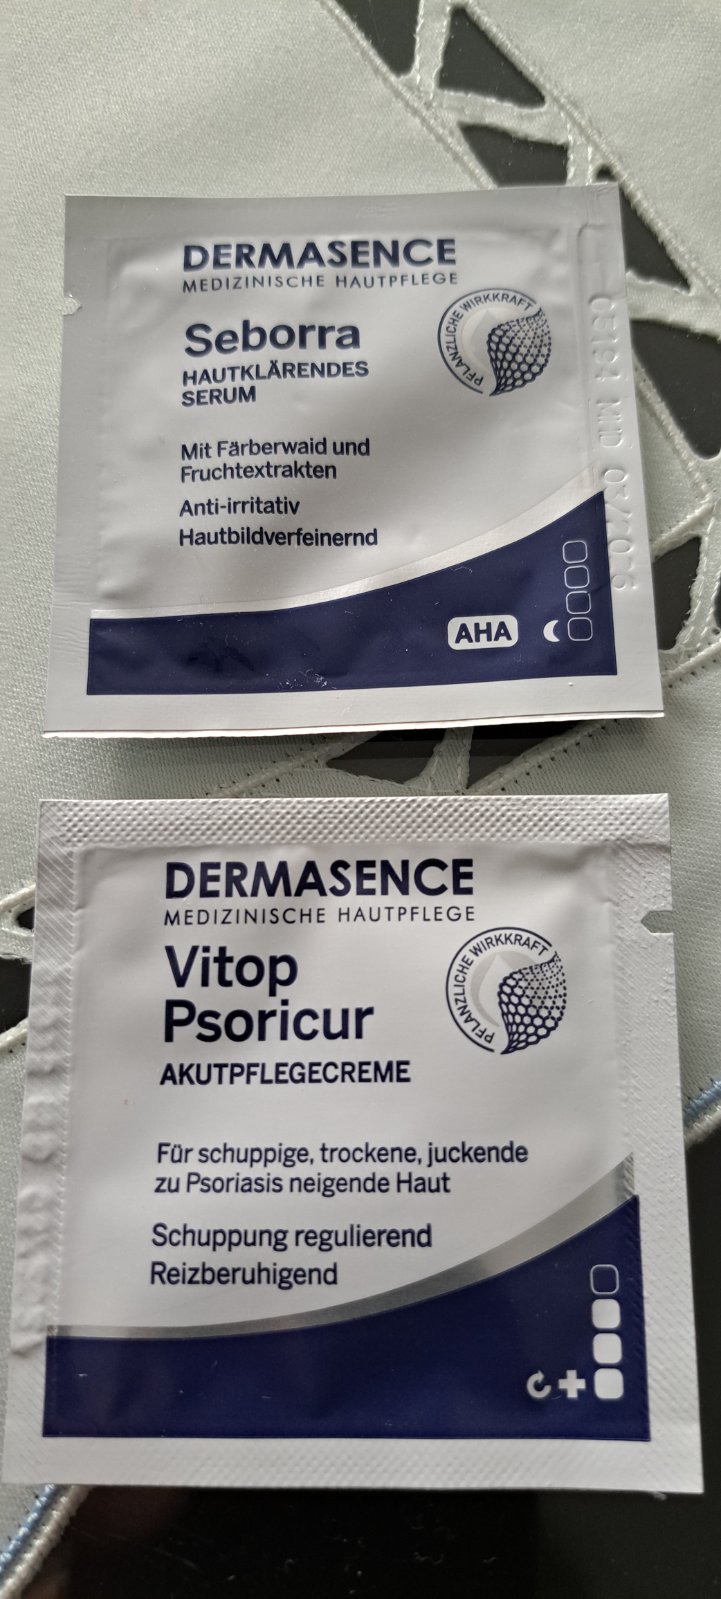 DERMASENCE
MEDIZINISCHE HAUTPFLEGE
Seborra
HAUTKLÄRENDES
SERUM
PFLANZLICHE WIRKKRAFT
Mit Färberwaid und
Fruchtextrakten
Anti-irritativ
Hautbildverfeinernd
AHA
DERMASENCE
MEDIZINISCHE HAUTPFLEGE
Vitop
Psoricur
AKUTPFLEGECREME
PFLANZLICHE WIRKKRAFT
Für schuppige, trockene, juckende
zu Psoriasis neigende Haut
Schuppung regulierend
Reizberuhigend